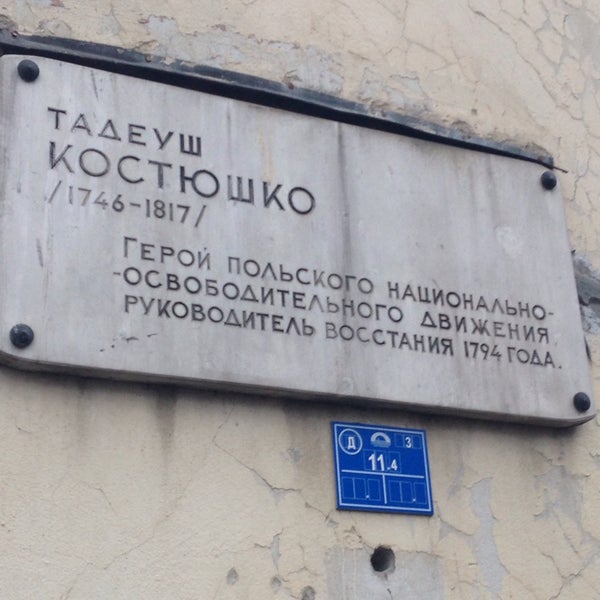 ТАДЕУШ
КОСТЮШКО
/1746-1817/
ГЕРОЙ ПОЛЬСКОГО НАЦИОНАЛЬНО-
-ОСВОБОДИТЕЛЬНОГО ДВИЖЕНИЯ,
РУКОВОДИТЕЛЬ ВОССТАНИЯ 1794 ГОДА.
Д 3
11.4